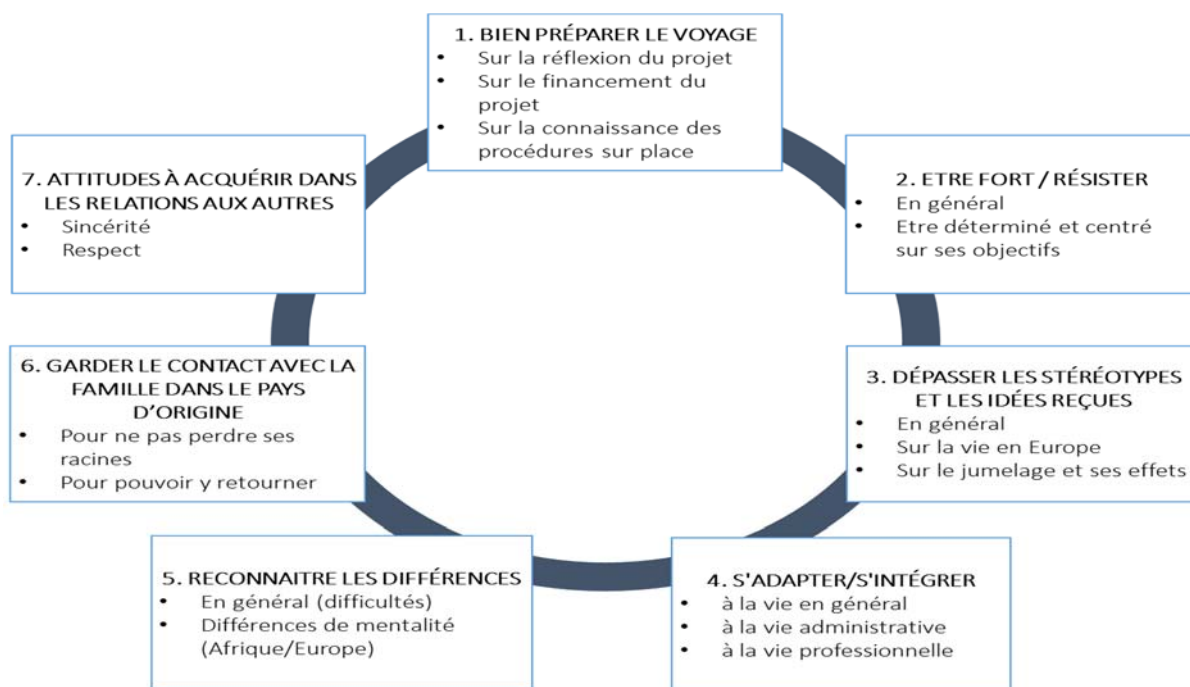 1. BIEN PRÉPARER LE VOYAGE
• Sur la réflexion du projet
• Sur le financement du
projet
• Sur la connaissance des
procédures sur place
2. ETRE FORT / RÉSISTER
• En général
• Etre déterminé et centré
sur ses objectifs
3. DÉPASSER LES STÉRÉOTYPES
ET LES IDÉES REÇUES
• En général
• Sur la vie en Europe
• Sur le jumelage et ses effets
4. S'ADAPTER/S'INTÉGRER
• à la vie en général
• à la vie administrative
• à la vie professionnelle
5. RECONNAITRE LES DIFFÉRENCES
• En général (difficultés)
• Différences de mentalité
(Afrique/Europe)
6. GARDER LE CONTACT AVEC LA
FAMILLE DANS LE PAYS
D’ORIGINE
• Pour ne pas perdre ses
racines
• Pour pouvoir y retourner
7. ATTITUDES À ACQUÉRIR DANS
LES RELATIONS AUX AUTRES
• Sincérité
• Respect